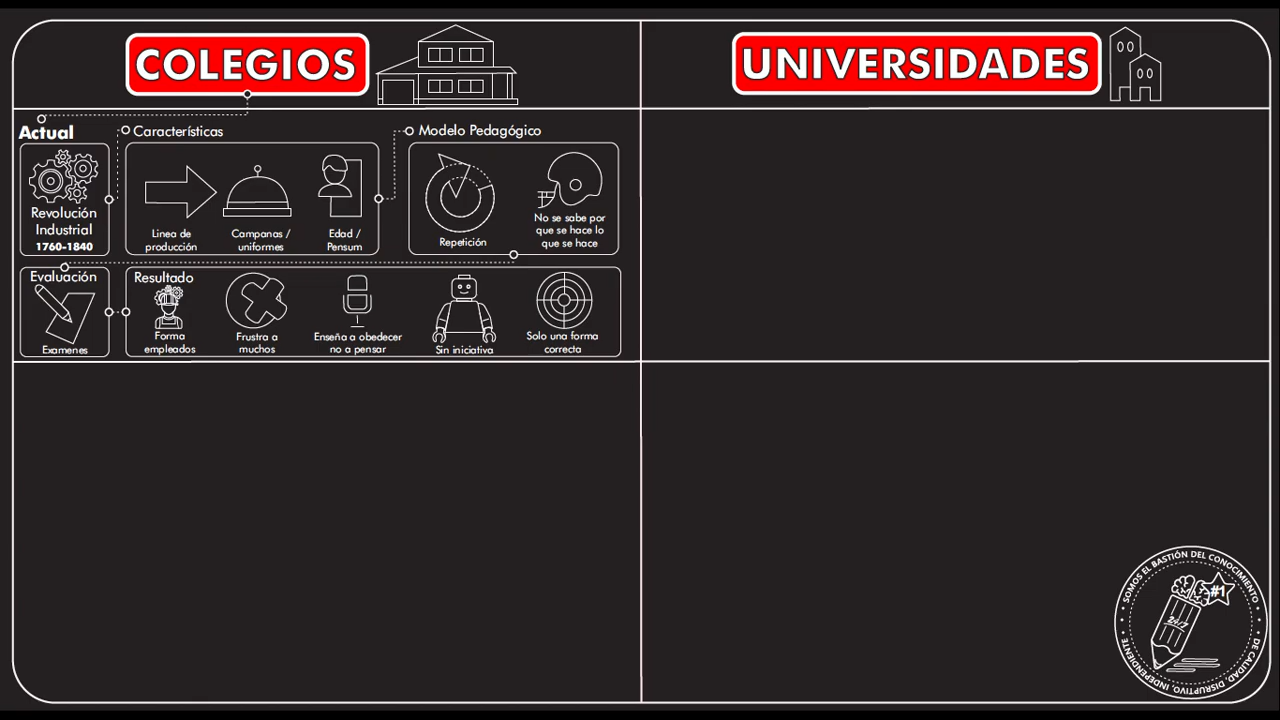 COLEGIOS
UNIVERSIDADES
Actual
Revolución
Industrial
1760-1840
Características
Linea de
producción
Campanas /
uniformes
Edad /
Pensum
Modelo Pedagógico
Repetición
No se sabe por
que se hace lo
que se hace
Evaluación
Examenes
Resultado
Forma
empleados
Frustra a
muchos
Enseña a obedecer
no a pensar
Sin iniciativa
Solo una forma
correcta
SOMOS EL BASTIÓN DEL CONOCIMIENTO
DE CALIDAD, DISRUPTIVO, INDEPENDIENTE
#1
24/7